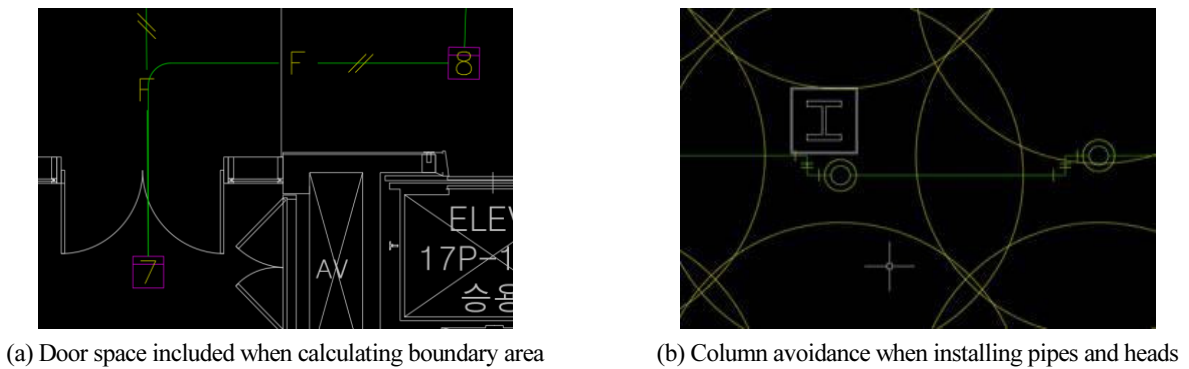 F
8
F
7
ELEV
17P-1
AV
승용
(a) Door space included when calculating boundary area
(b) Column avoidance when installing pipes and heads